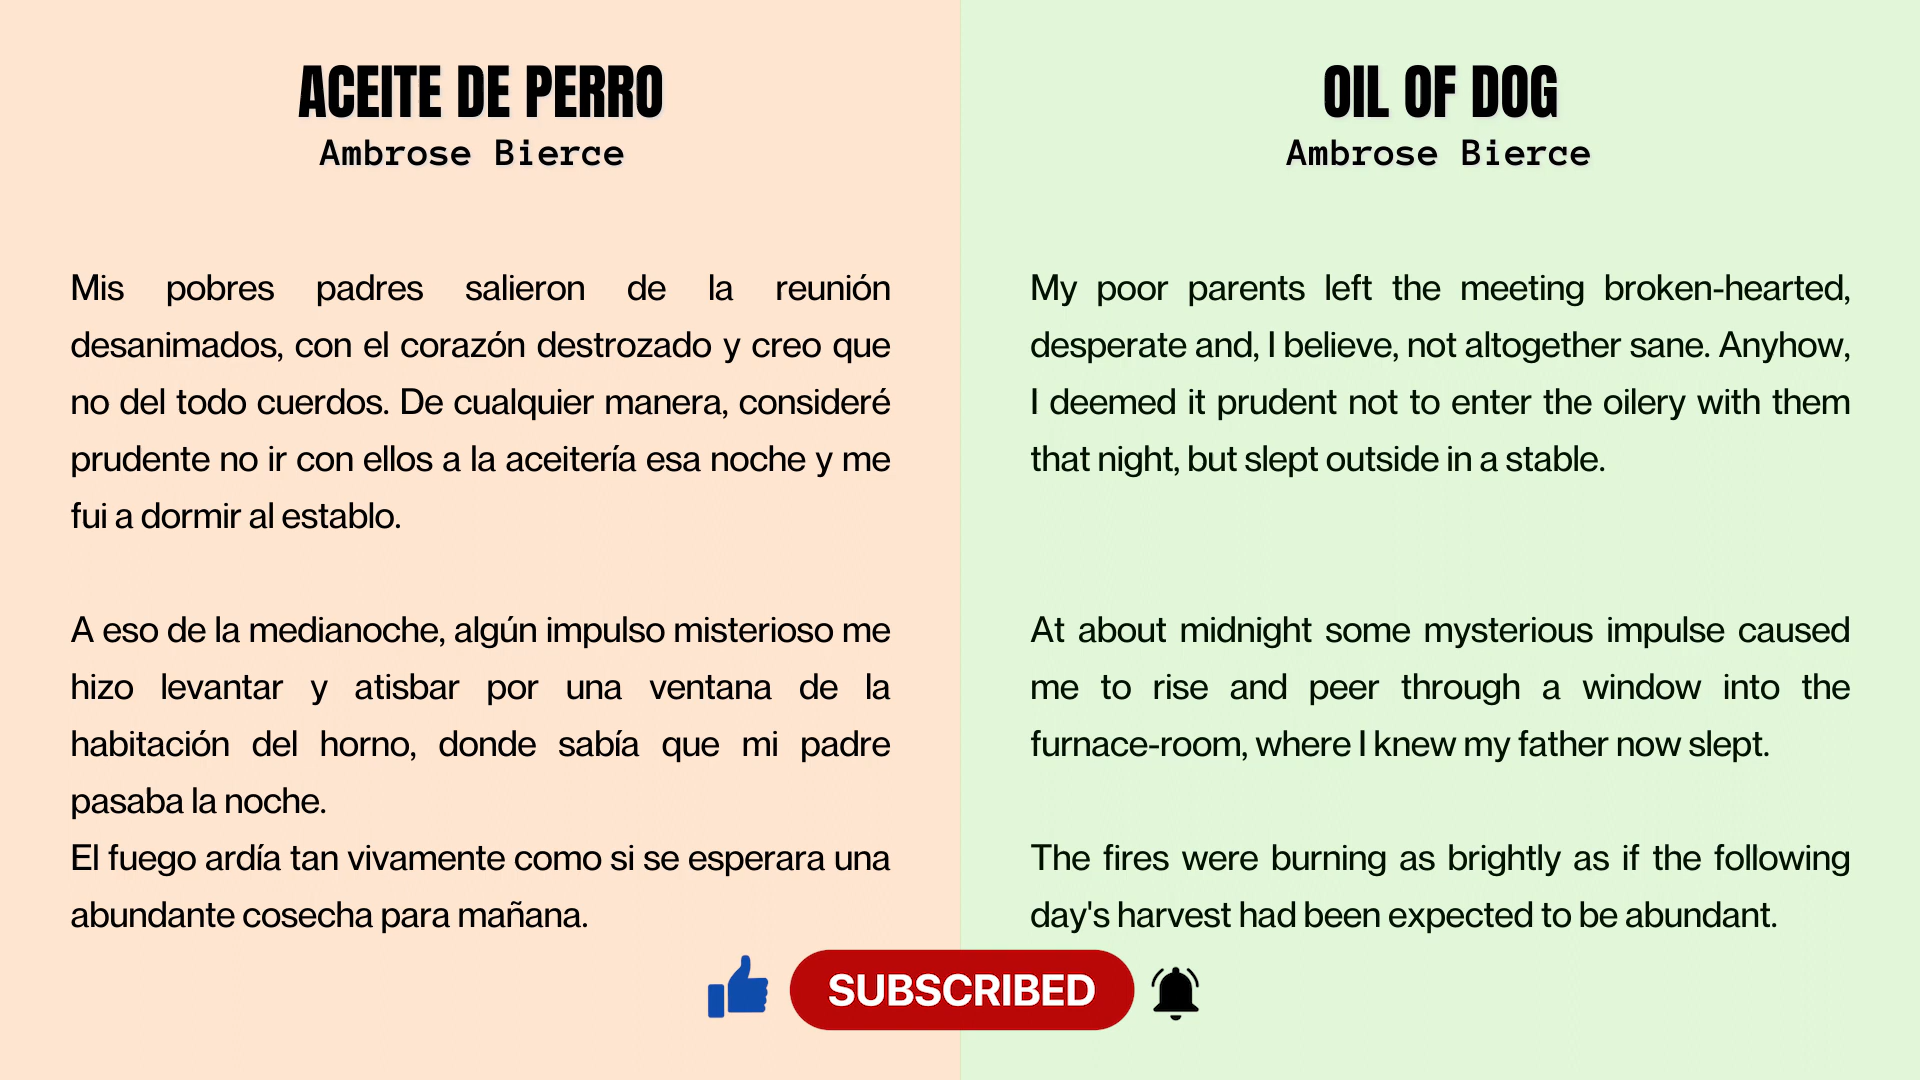 ACEITE DE PERRO
Ambrose Bierce
Mis pobres padres salieron de la reunión
desanimados, con el corazón destrozado y creo que
no del todo cuerdos. De cualquier manera, consideré
prudente no ir con ellos a la aceitería esa noche y me
fui a dormir al establo.
A eso de la medianoche, algún impulso misterioso me
hizo levantar y atisbar por una ventana de la
habitación del horno, donde sabía que mi padre
pasaba la noche.
El fuego ardía tan vivamente como si se esperara una
abundante cosecha para mañana.
OIL OF DOG
Ambrose Bierce
My poor parents left the meeting broken-hearted,
desperate and, I believe, not altogether sane. Anyhow,
I deemed it prudent not to enter the oilery with them
that night, but slept outside in a stable.
At about midnight some mysterious impulse caused
me to rise and peer through a window into the
furnace-room, where I knew my father now slept.
The fires were burning as brightly as if the following
day's harvest had been expected to be abundant.
SUBSCRIBED